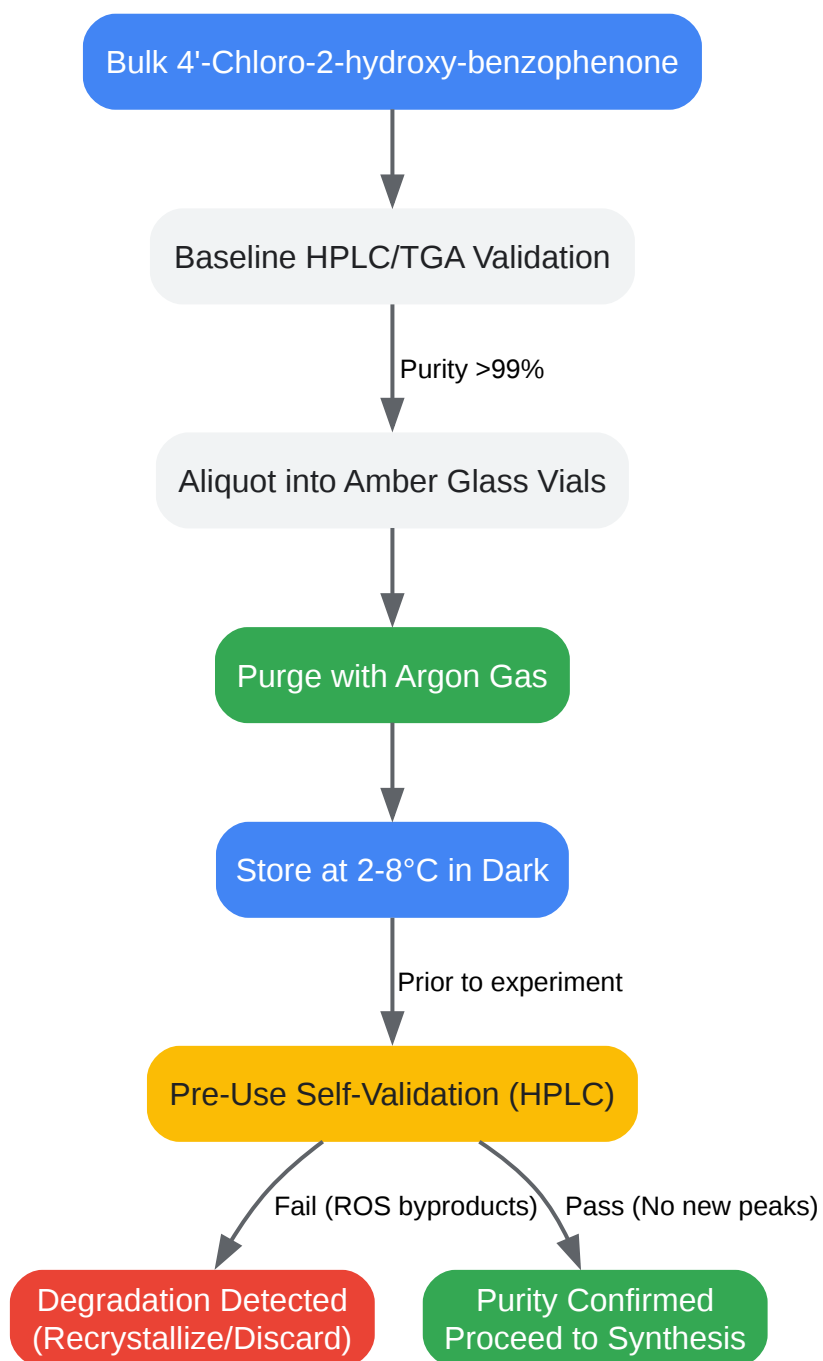 Bulk 4'-Chloro-2-hydroxy-benzophenone
Baseline HPLC/TGA Validation
Purity >99%
Aliquot into Amber Glass Vials
Purge with Argon Gas
Store at 2-8°C in Dark
Prior to experiment
Pre-Use Self-Validation (HPLC)
Fail (ROS byproducts)
Pass (No new peaks)
Degradation Detected
(Recrystallize/Discard)
Purity Confirmed
Proceed to Synthesis